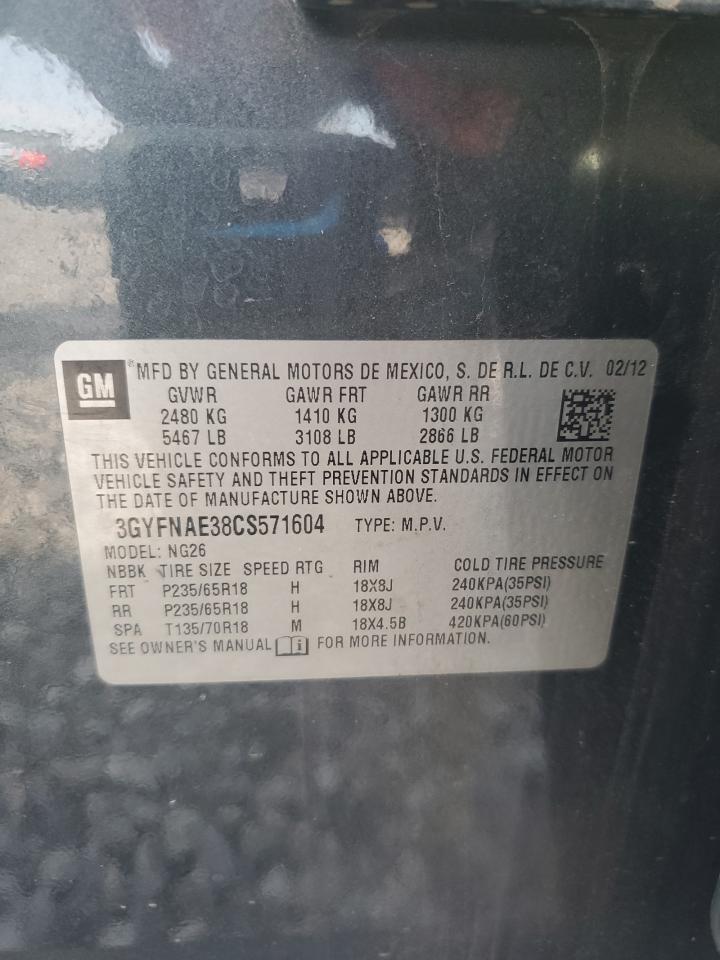 GM
®MFD BY GENERAL MOTORS DE MEXICO, S. DE R.L. DE C.V. 02/12
GVWR GAWR FRT GAWR RR
2480 KG 1410 KG 1300 KG
5467 LB 3108 LB 2866 LB
THIS VEHICLE CONFORMS TO ALL APPLICABLE U.S. FEDERAL MOTOR
VEHICLE SAFETY AND THEFT PREVENTION STANDARDS IN EFFECT ON
THE DATE OF MANUFACTURE SHOWN ABOVE.
3GYFNAE38CS571604 TYPE: M.P.V.
MODEL: NG26
NBBK TIRE SIZE SPEED RTG RIM COLD TIRE PRESSURE
FRT P235/65R18 H 18X8J 240KPA(35PSI)
RR P235/65R18 H 18X8J 240KPA(35PSI)
SPA T135/70R18 M 18X4.5B 420KPA(60PSI)
SEE OWNER'S MANUAL i FOR MORE INFORMATION.